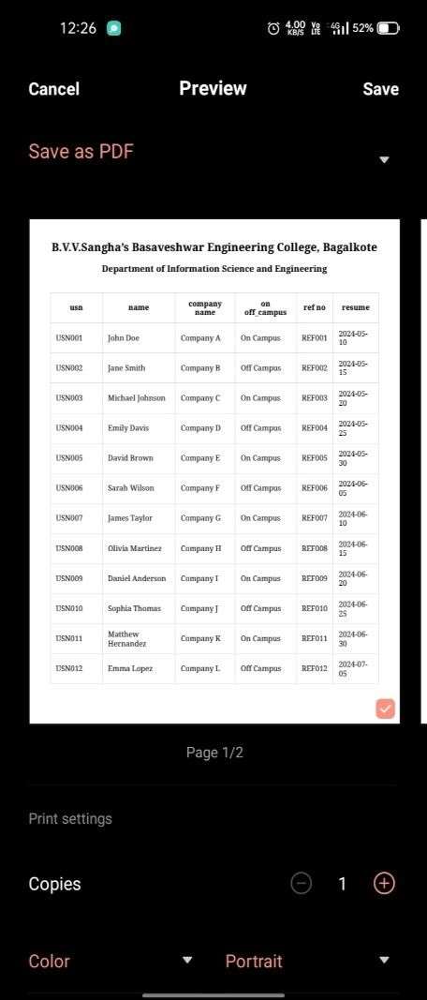 12:26 4.00 KB/S Vo LTE 4G 52%
Cancel Preview Save
Save as PDF
B.V.V.Sangha's Basaveshwar Engineering College, Bagalkote
Department of Information Science and Engineering
usn name company name on off_campus ref no resume
USN001 John Doe Company A On Campus REF001 2024-05-10
USN002 Jane Smith Company B Off Campus REF002 2024-05-15
USN003 Michael Johnson Company C On Campus REF003 2024-05-20
USN004 Emily Davis Company D Off Campus REF004 2024-05-25
USN005 David Brown Company E On Campus REF005 2024-05-30
USN006 Sarah Wilson Company F Off Campus REF006 2024-06-05
USN007 James Taylor Company G On Campus REF007 2024-06-10
USN008 Olivia Martinez Company H Off Campus REF008 2024-06-15
USN009 Daniel Anderson Company I On Campus REF009 2024-06-20
USN010 Sophia Thomas Company J Off Campus REF010 2024-06-25
USN011 Matthew Hernandez Company K On Campus REF011 2024-06-30
USN012 Emma Lopez Company L Off Campus REF012 2024-07-05
Page 1/2
Print settings
Copies 1
Color Portrait